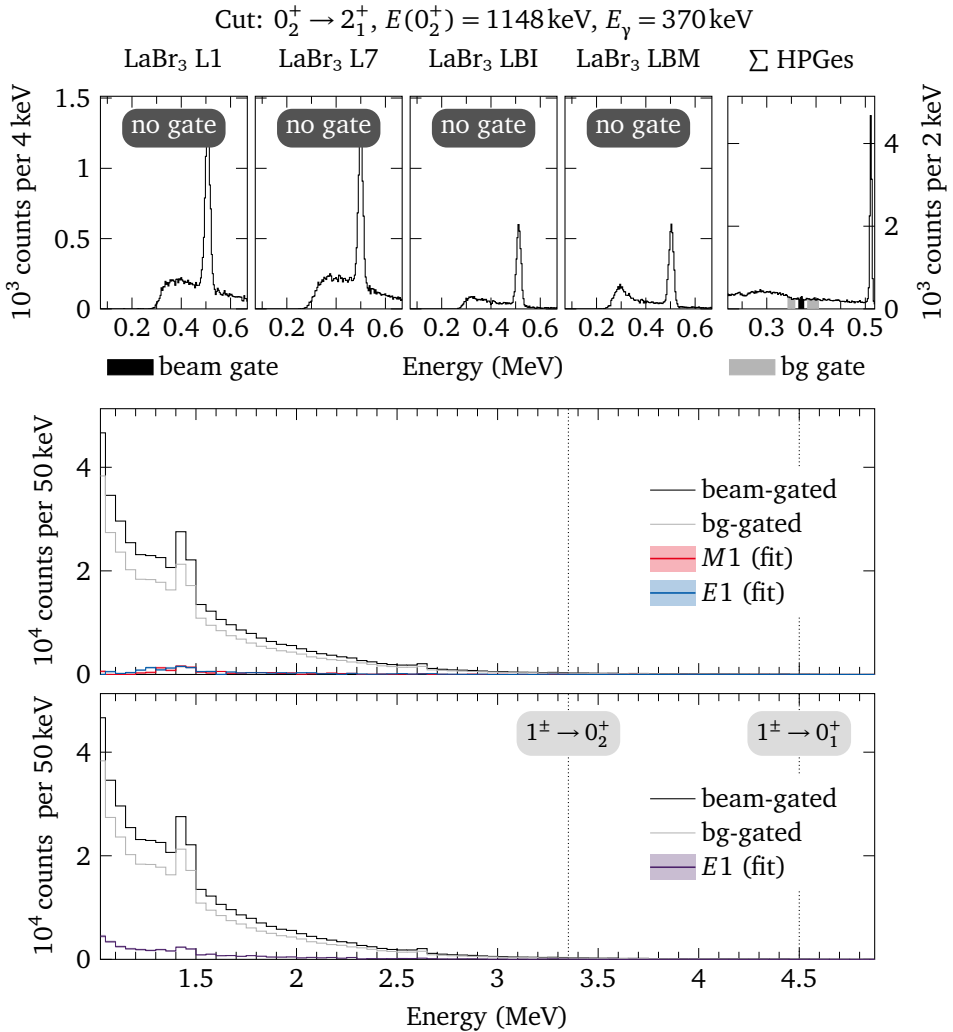 Cut: 0₂⁺ → 2₁⁺, E(0₂⁺) = 1148 keV, Eγ = 370 keV
LaBr₃ L1 LaBr₃ L7 LaBr₃ LBI LaBr₃ LBM ∑ HPGes
10³ counts per 4 keV
1.5
1
0.5
0
no gate no gate no gate no gate
4
2
0
10³ counts per 2 keV
0.2 0.4 0.6 0.2 0.4 0.6 0.2 0.4 0.6 0.2 0.4 0.6 0.3 0.4 0.5
beam gate Energy (MeV) bg gate
10⁴ counts per 50 keV
4
2
0
beam-gated
bg-gated
M1 (fit)
E1 (fit)
10⁴ counts per 50 keV
4
2
0
1± → 0₂⁺ 1± → 0₁⁺
beam-gated
bg-gated
E1 (fit)
1.5 2 2.5 3 3.5 4 4.5
Energy (MeV)